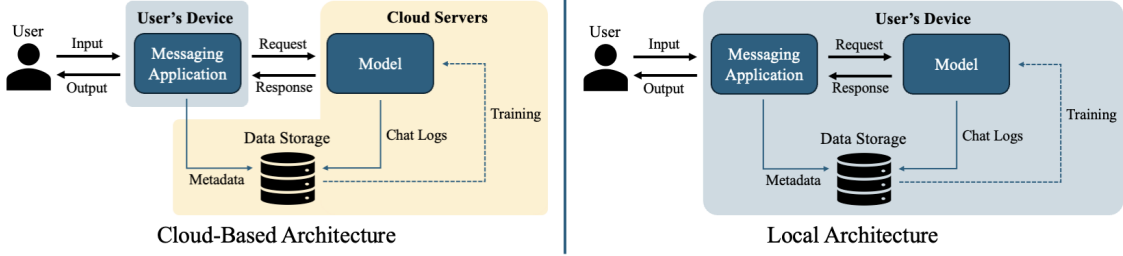 User's Device
Cloud Servers
User
Input
Output
Messaging
Application
Request
Response
Model
Training
Chat Logs
Data Storage
Metadata
Cloud-Based Architecture
User's Device
User
Input
Output
Messaging
Application
Request
Response
Model
Training
Chat Logs
Data Storage
Metadata
Local Architecture